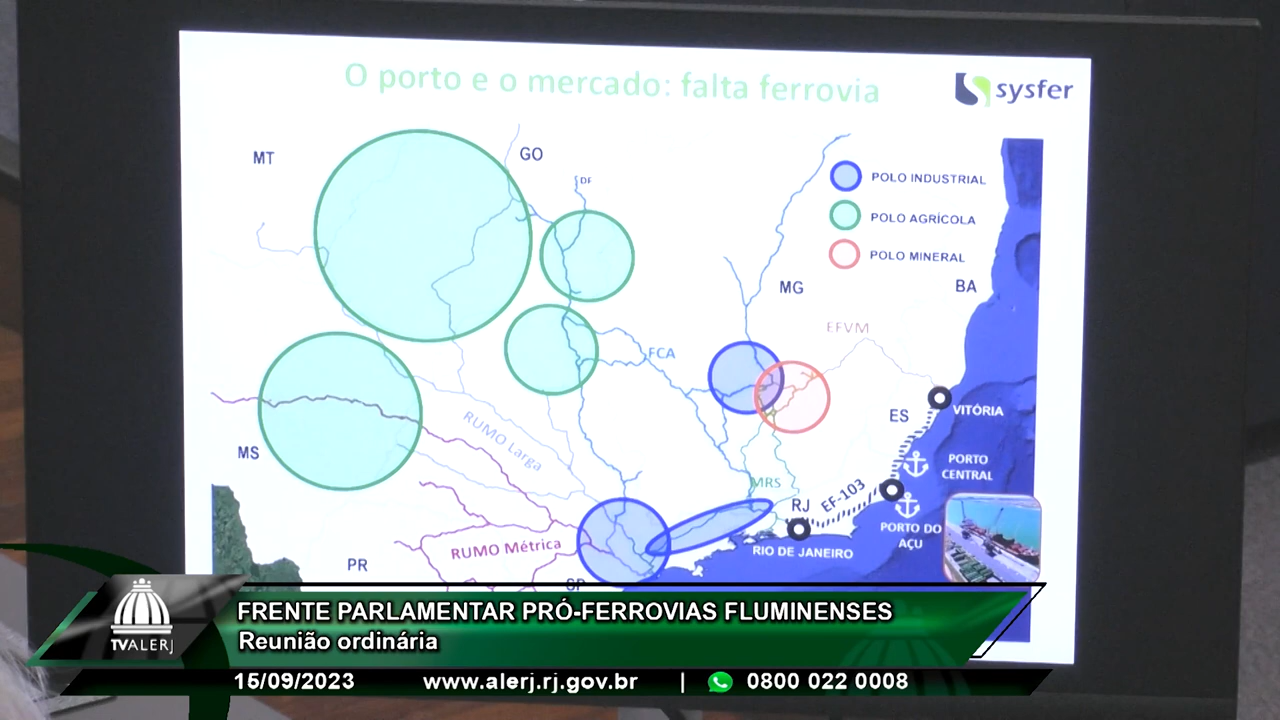 O porto e o mercado: falta ferrovia
sysfer
MT
GO
DF
POLO INDUSTRIAL
POLO AGRÍCOLA
POLO MINERAL
MG
BA
EFVM
FCA
ES
VITÓRIA
RUMO Larga
MS
PORTO
CENTRAL
MRS
RJ
EF-103
PORTO DO
AÇU
RIO DE JANEIRO
RUMO Métrica
PR
SP
FRENTE PARLAMENTAR PRÓ-FERROVIAS FLUMINENSES
Reunião ordinária
TVALERJ
15/09/2023 www.alerj.rj.gov.br | 0800 022 0008